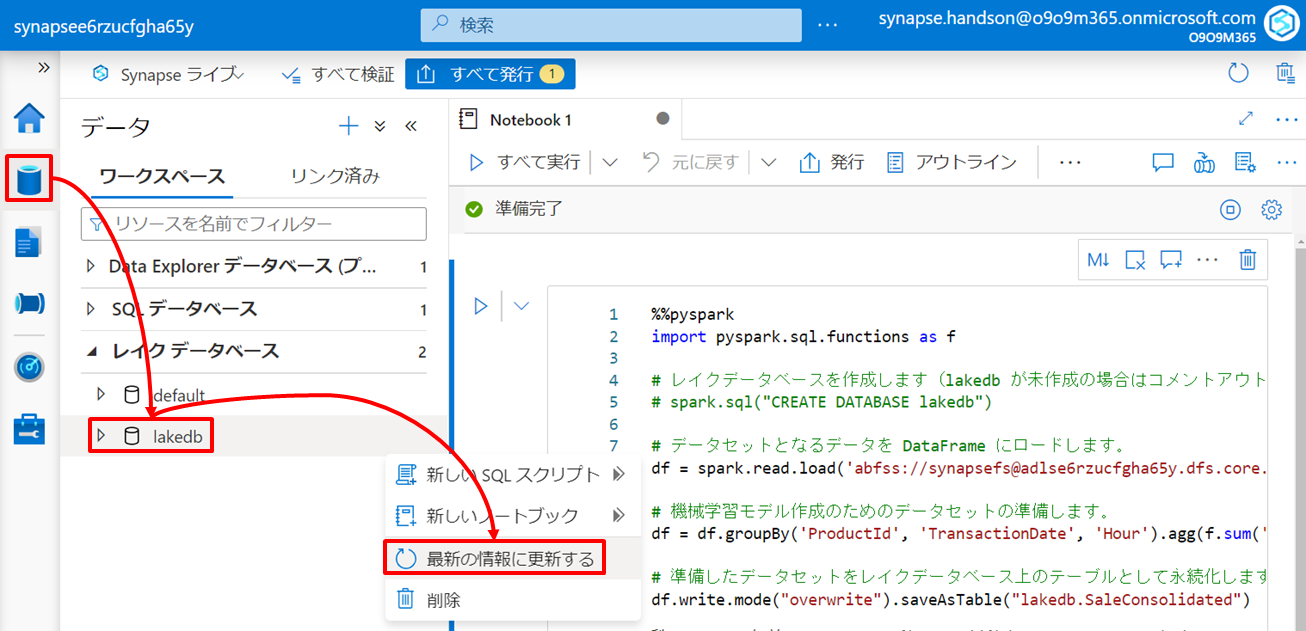 synapsee6rzucfgha65y
検索
synapse.handson@o9o9m365.onmicrosoft.com
O9O9M365
Synapse ライブ
すべて検証
すべて発行 1
データ
ワークスペース リンク済み
リソースを名前でフィルター
Data Explorer データベース (プ... 1
SQL データベース 1
レイク データベース 2
default
lakedb
新しい SQL スクリプト
新しいノートブック
最新の情報に更新する
削除
Notebook 1
すべて実行 元に戻す 発行 アウトライン
準備完了
M↓
1 %%pyspark
2 import pyspark.sql.functions as f
3
4 # レイクデータベースを作成します（lakedb が未作成の場合はコメントアウト
5 # spark.sql("CREATE DATABASE lakedb")
6
7 # データセットとなるデータを DataFrame にロードします。
df = spark.read.load('abfss://synapsefs@adlse6rzucfgha65y.dfs.core.
# 機械学習モデル作成のためのデータセットの準備します。
df = df.groupBy('ProductId', 'TransactionDate', 'Hour').agg(f.sum('
# 準備したデータセットをレイクデータベース上のテーブルとして永続化します
df.write.mode("overwrite").saveAsTable("lakedb.SaleConsolidated")